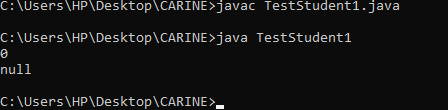 C:\Users\HP\Desktop\CARINE>javac TestStudent1.java
C:\Users\HP\Desktop\CARINE>java TestStudent1
0
null
C:\Users\HP\Desktop\CARINE>